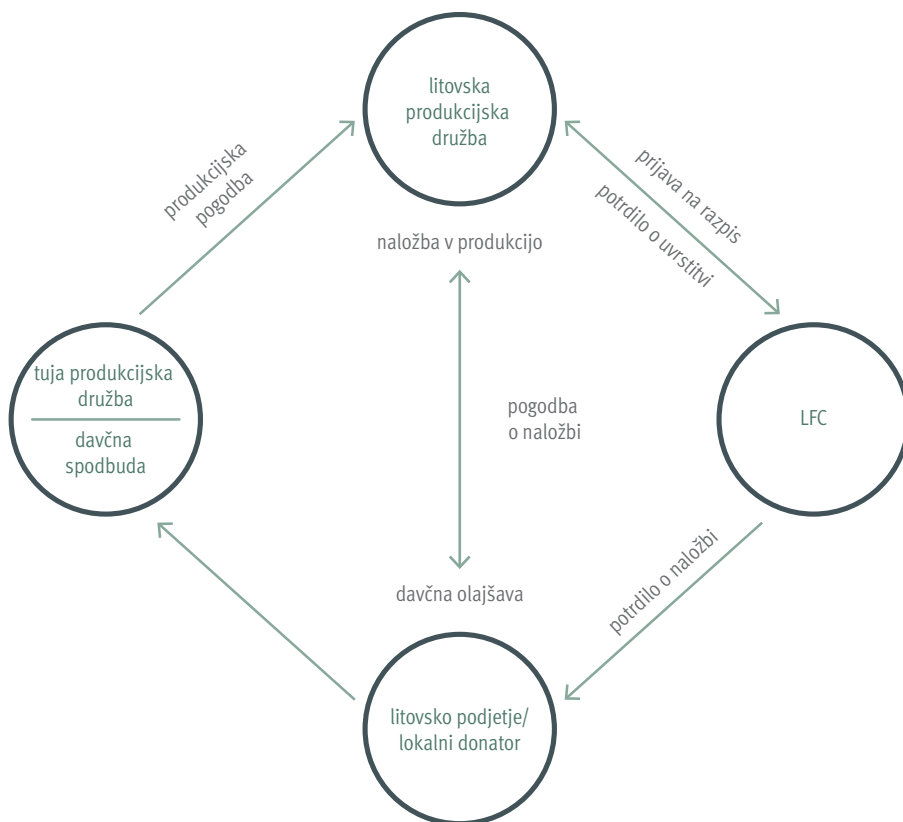 litovska
produkcijska
družba
produkcijska
pogodba
prijava na razpis
potrdilo o uvrstitvi
naložba v produkcijo
tuja produkcijska
družba
davčna
spodbuda
pogodba
o naložbi
LFC
davčna olajšava
potrdilo o naložbi
litovsko podjetje/
lokalni donator